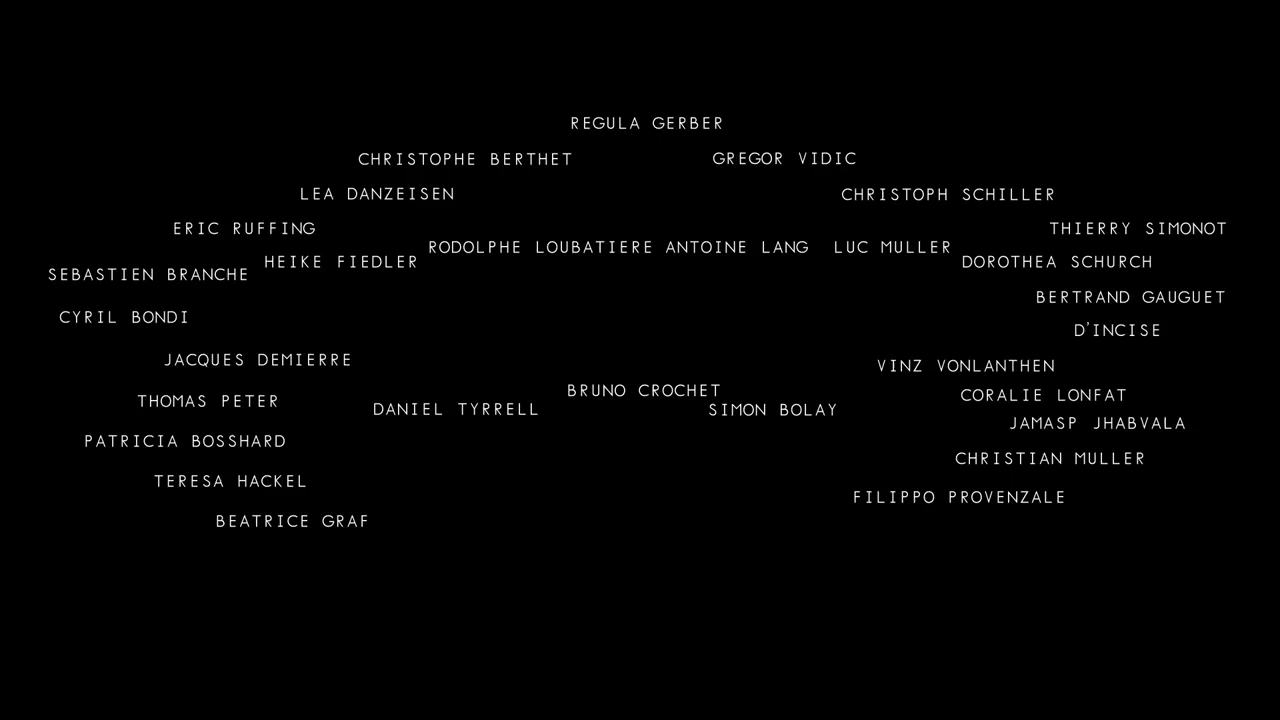 REGULA GERBER
CHRISTOPHE BERTHET
GREGOR VIDIC
LEA DANZEISEN
CHRISTOPH SCHILLER
ERIC RUFFING
THIERRY SIMONOT
RODOLPHE LOUBATIERE
ANTOINE LANG
LUC MULLER
HEIKE FIEDLER
DOROTHEA SCHURCH
SEBASTIEN BRANCHE
BERTRAND GAUGUET
CYRIL BONDI
D'INCISE
JACQUES DEMIERRE
VINZ VONLANTHEN
BRUNO CROCHET
CORALIE LONFAT
THOMAS PETER
DANIEL TYRRELL
SIMON BOLAY
JAMASP JHABVALA
PATRICIA BOSSHARD
CHRISTIAN MULLER
TERESA HACKEL
FILIPPO PROVENZALE
BEATRICE GRAF